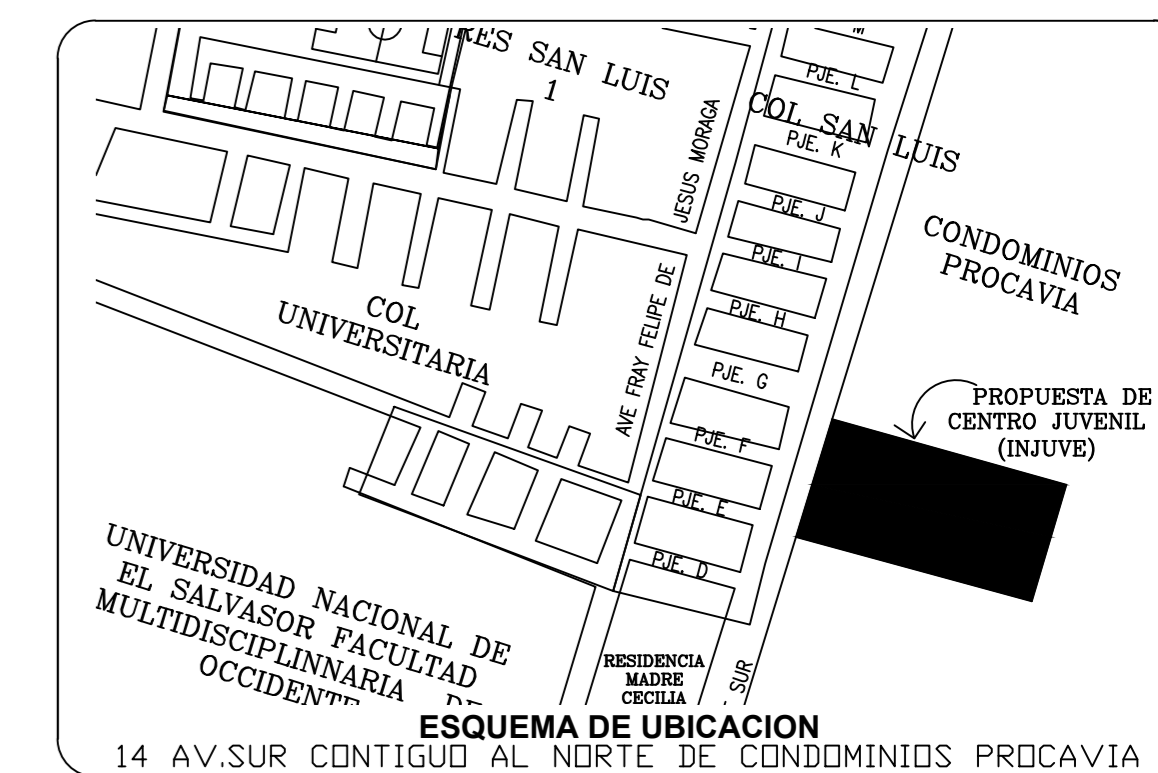 RES SAN LUIS
1
M
PJE. L
COL SAN LUIS
PJE. K
JESUS MORAGA
PJE. J
PJE. I
CONDOMINIOS
PROCAVIA
PJE. H
COL
UNIVERSITARIA
AVE FRAY FELIPE DE
PJE. G
PROPUESTA DE
CENTRO JUVENIL
(INJUVE)
PJE. F
PJE. E
PJE. D
UNIVERSIDAD NACIONAL DE
EL SALVASOR FACULTAD
MULTIDISCIPLINNARIA DE
OCCIDENTE
RESIDENCIA
MADRE
CECILIA
SUR
ESQUEMA DE UBICACION
14 AV.SUR CONTIGUO AL NORTE DE CONDOMINIOS PROCAVIA